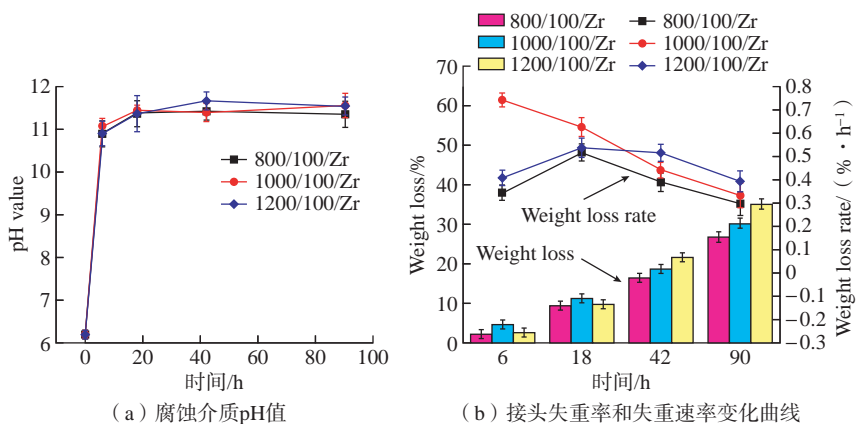 12
11
10
9
8
7
6
pH value
0 20 40 60 80 100
时间/h
800/100/Zr
1000/100/Zr
1200/100/Zr
(a)腐蚀介质pH值
800/100/Zr 800/100/Zr
1000/100/Zr 1000/100/Zr
1200/100/Zr 1200/100/Zr
70
60
50
40
30
20
10
0
Weight loss/%
Weight loss rate
Weight loss
0.8
0.7
0.6
0.5
0.4
0.3
0.2
0.1
0
−0.1
−0.2
−0.3
Weight loss rate/(%·h⁻¹)
6 18 42 90
时间/h
(b)接头失重率和失重速率变化曲线